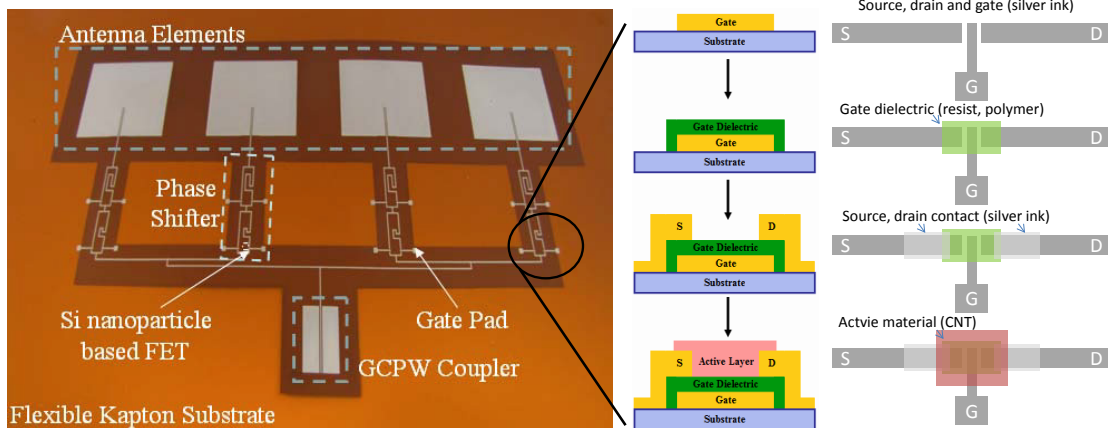 Antenna Elements
Phase
Shifter
Si nanoparticle
based FET
Gate Pad
GCPW Coupler
Flexible Kapton Substrate
Gate
Substrate
Gate Dielectric
Gate
Substrate
S D
Gate Dielectric
Gate
Substrate
S Active Layer D
Gate Dielectric
Gate
Substrate
Source, drain and gate (silver ink)
S D
G
Gate dielectric (resist, polymer)
S D
G
Source, drain contact (silver ink)
S D
G
Actvie material (CNT)
S D
G